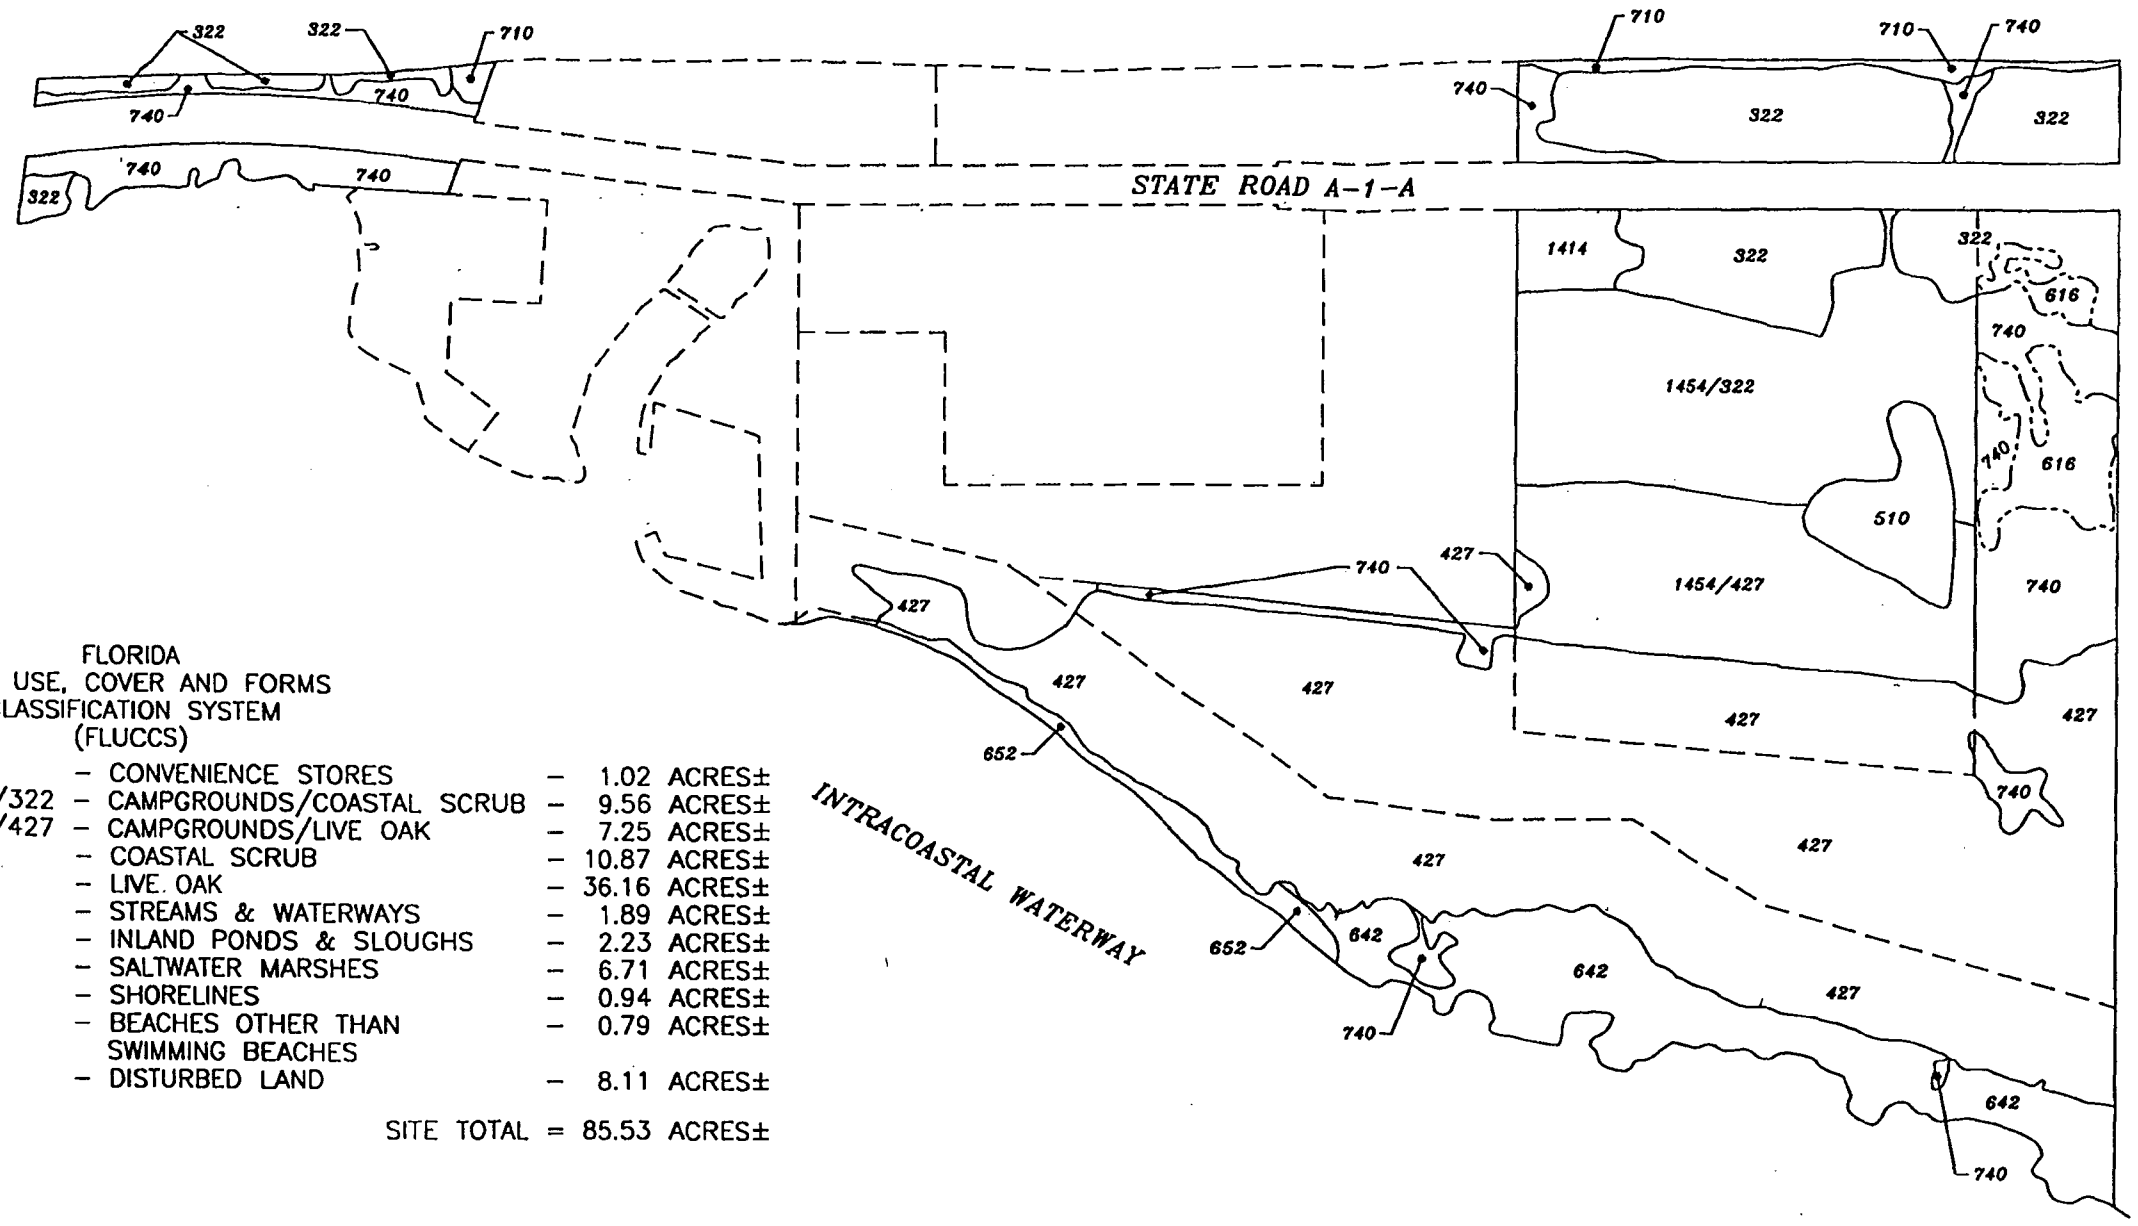 322
322
710
710
710
740
740
740
740
322
322
740
740
322
STATE ROAD A-1-A
1414
322
322
616
740
1454/322
740
616
510
427
740
1454/427
740
427
427
427
427
427
652
740
427
427
652
642
642
427
740
642
740
INTRACOASTAL WATERWAY
FLORIDA
USE, COVER AND FORMS
LASSIFICATION SYSTEM
(FLUCCS)
- CONVENIENCE STORES - 1.02 ACRES±
/322 - CAMPGROUNDS/COASTAL SCRUB - 9.56 ACRES±
/427 - CAMPGROUNDS/LIVE OAK - 7.25 ACRES±
- COASTAL SCRUB - 10.87 ACRES±
- LIVE OAK - 36.16 ACRES±
- STREAMS & WATERWAYS - 1.89 ACRES±
- INLAND PONDS & SLOUGHS - 2.23 ACRES±
- SALTWATER MARSHES - 6.71 ACRES±
- SHORELINES - 0.94 ACRES±
- BEACHES OTHER THAN - 0.79 ACRES±
SWIMMING BEACHES
- DISTURBED LAND - 8.11 ACRES±
SITE TOTAL = 85.53 ACRES±